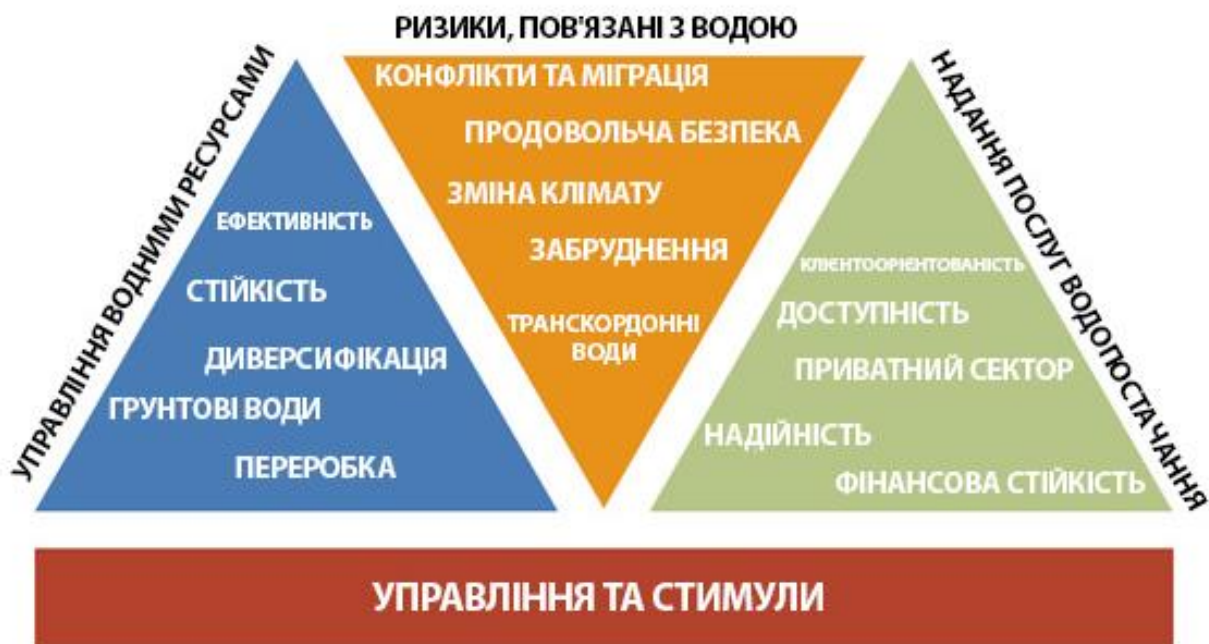 РИЗИКИ, ПОВ'ЯЗАНІ З ВОДОЮ
УПРАВЛІННЯ ВОДНИМИ РЕСУРСАМИ
ЕФЕКТИВНІСТЬ
СТІЙКІСТЬ
ДИВЕРСИФІКАЦІЯ
ГРУНТОВІ ВОДИ
ПЕРЕРОБКА
КОНФЛІКТИ ТА МІГРАЦІЯ
ПРОДОВОЛЬЧА БЕЗПЕКА
ЗМІНА КЛІМАТУ
ЗАБРУДНЕННЯ
ТРАНСКОРДОННІ
ВОДИ
НАДАННЯ ПОСЛУГ ВОДОПОСТАЧАННЯ
КЛІЄНТООРІЄНТОВАНІСТЬ
ДОСТУПНІСТЬ
ПРИВАТНИЙ СЕКТОР
НАДІЙНІСТЬ
ФІНАНСОВА СТІЙКІСТЬ
УПРАВЛІННЯ ТА СТИМУЛИ